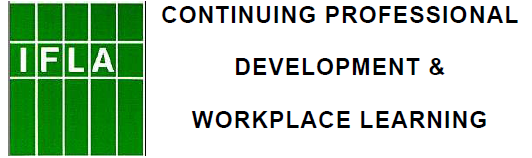 IFLA
CONTINUING PROFESSIONAL
DEVELOPMENT &
WORKPLACE LEARNING